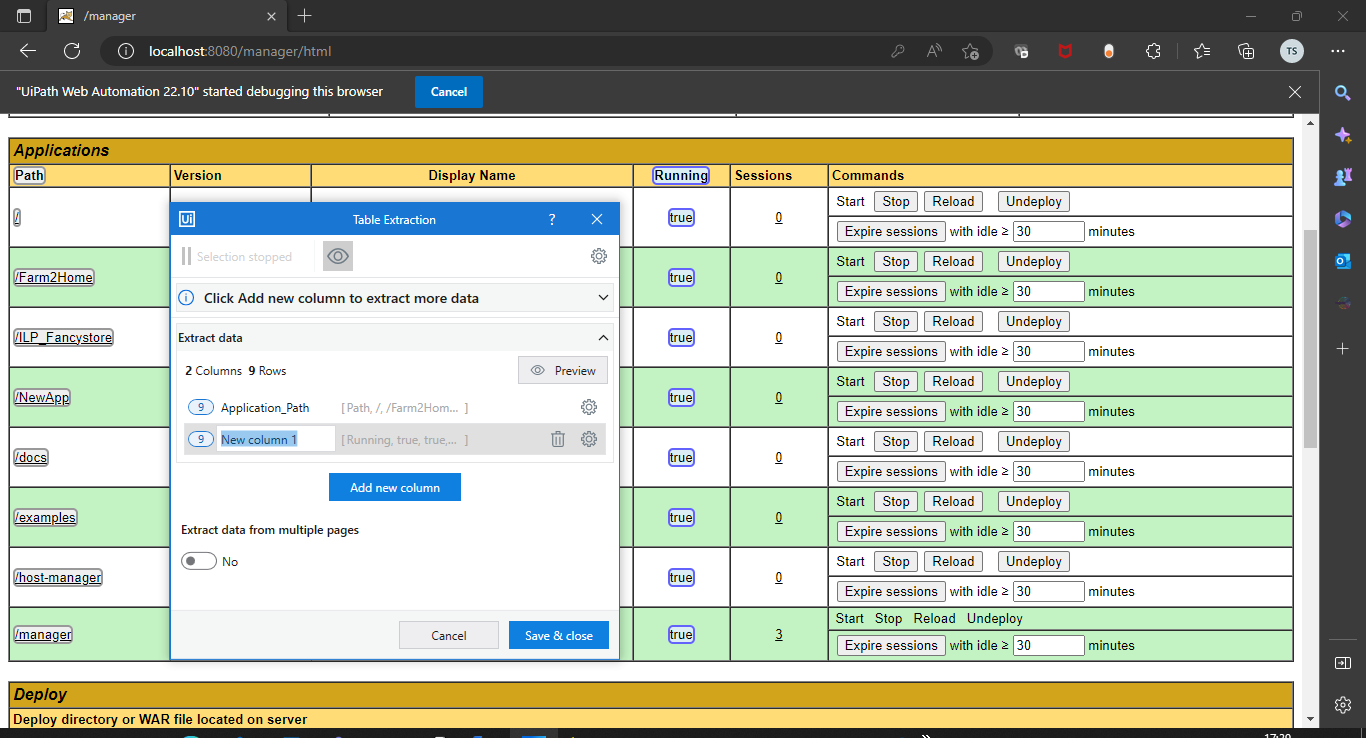 /manager
localhost:8080/manager/html
TS
"UiPath Web Automation 22.10" started debugging this browser
Cancel
Applications
Path Version Display Name Running Sessions Commands
/ true 0 Start Stop Reload Undeploy
Expire sessions with idle ≥ 30 minutes
/Farm2Home true 0 Start Stop Reload Undeploy
Expire sessions with idle ≥ 30 minutes
/ILP_Fancystore true 0 Start Stop Reload Undeploy
Expire sessions with idle ≥ 30 minutes
/NewApp true 0 Start Stop Reload Undeploy
Expire sessions with idle ≥ 30 minutes
/docs true 0 Start Stop Reload Undeploy
Expire sessions with idle ≥ 30 minutes
/examples true 0 Start Stop Reload Undeploy
Expire sessions with idle ≥ 30 minutes
/host-manager true 0 Start Stop Reload Undeploy
Expire sessions with idle ≥ 30 minutes
/manager true 3 Start Stop Reload Undeploy
Expire sessions with idle ≥ 30 minutes
Ui Table Extraction ?
Selection stopped
Click Add new column to extract more data
Extract data
2 Columns 9 Rows Preview
9 Application_Path [ Path, /, /Farm2Hom... ]
9 New column 1 [ Running, true, true,... ]
Add new column
Extract data from multiple pages
No
Cancel Save & close
Deploy
Deploy directory or WAR file located on server